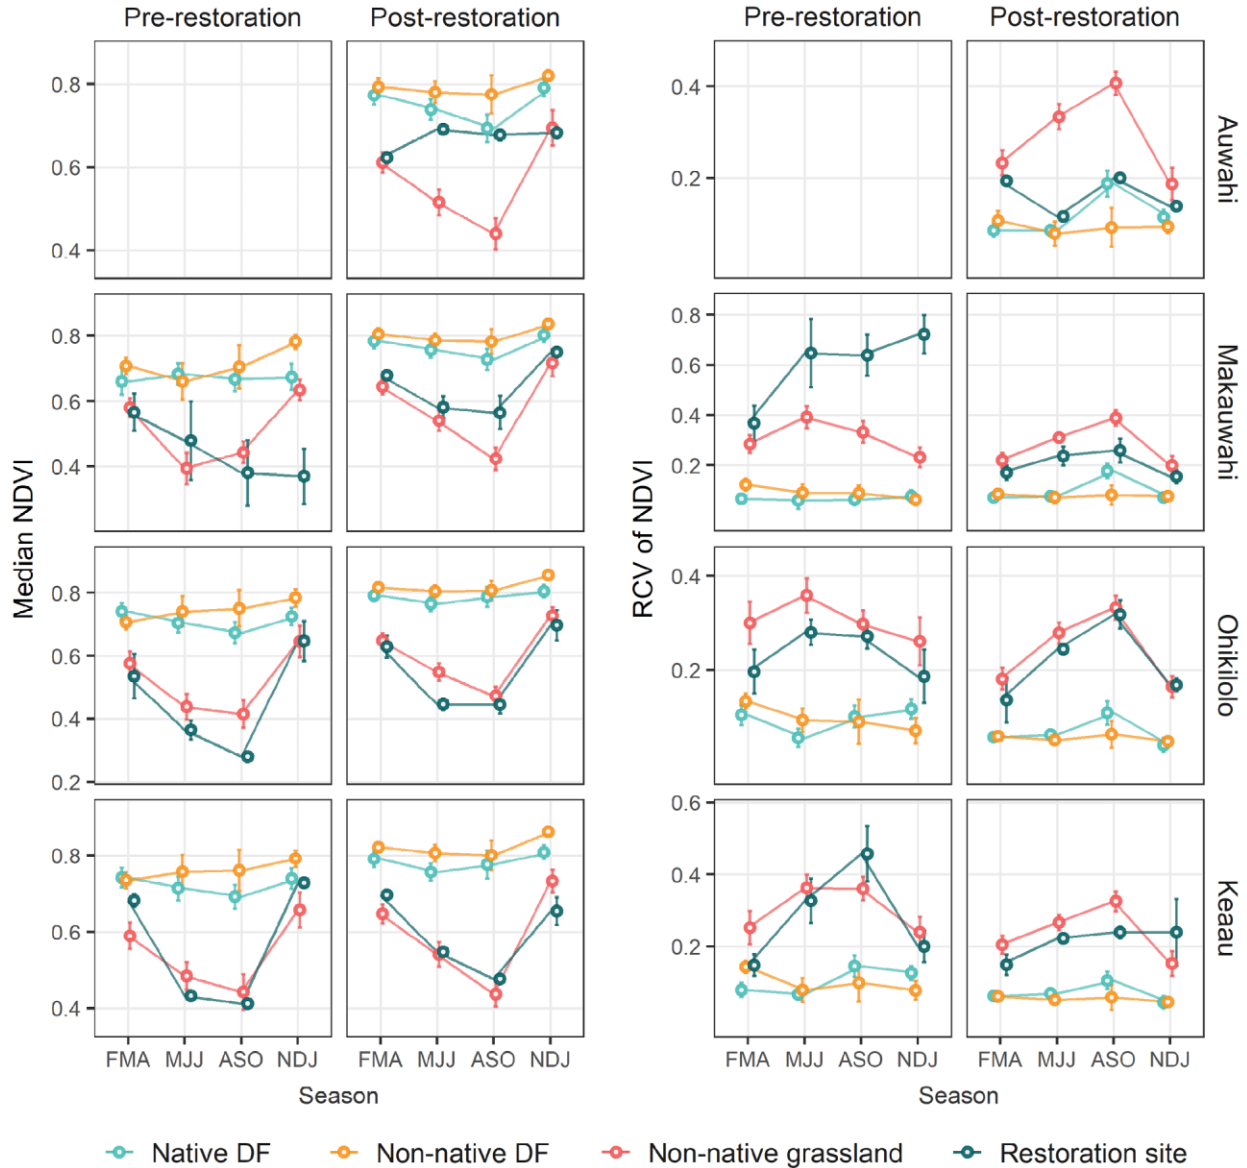 Pre-restoration Post-restoration Pre-restoration Post-restoration
Median NDVI
0.8
0.6
0.4
0.8
0.6
0.4
0.8
0.6
0.4
0.2
0.8
0.6
0.4
FMA MJJ ASO NDJ FMA MJJ ASO NDJ
Season
RCV of NDVI
0.4
0.2
0.8
0.6
0.4
0.2
0.4
0.2
0.6
0.4
0.2
FMA MJJ ASO NDJ FMA MJJ ASO NDJ
Season
Auwahi
Makauwahi
Ohikilolo
Keaau
Native DF Non-native DF Non-native grassland Restoration site